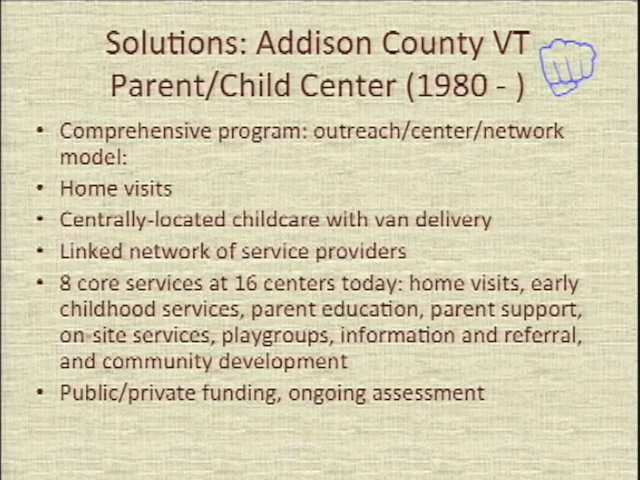 Solutions: Addison County VT
Parent/Child Center (1980 - )
• Comprehensive program: outreach/center/network
model:
• Home visits
• Centrally-located childcare with van delivery
• Linked network of service providers
• 8 core services at 16 centers today: home visits, early
childhood services, parent education, parent support,
on-site services, playgroups, information and referral,
and community development
• Public/private funding, ongoing assessment